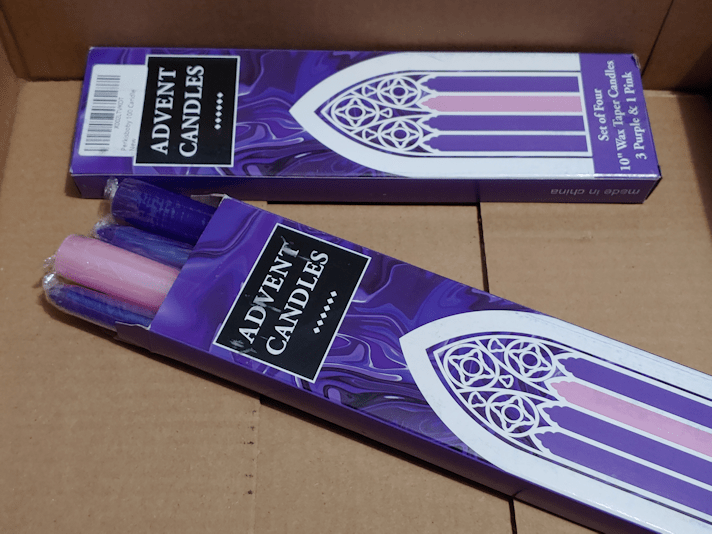 ADVENT
CANDLES
Set of Four
10" Wax Taper Candles
3 Purple & 1 Pink
made in china
ADVENT
CANDLES